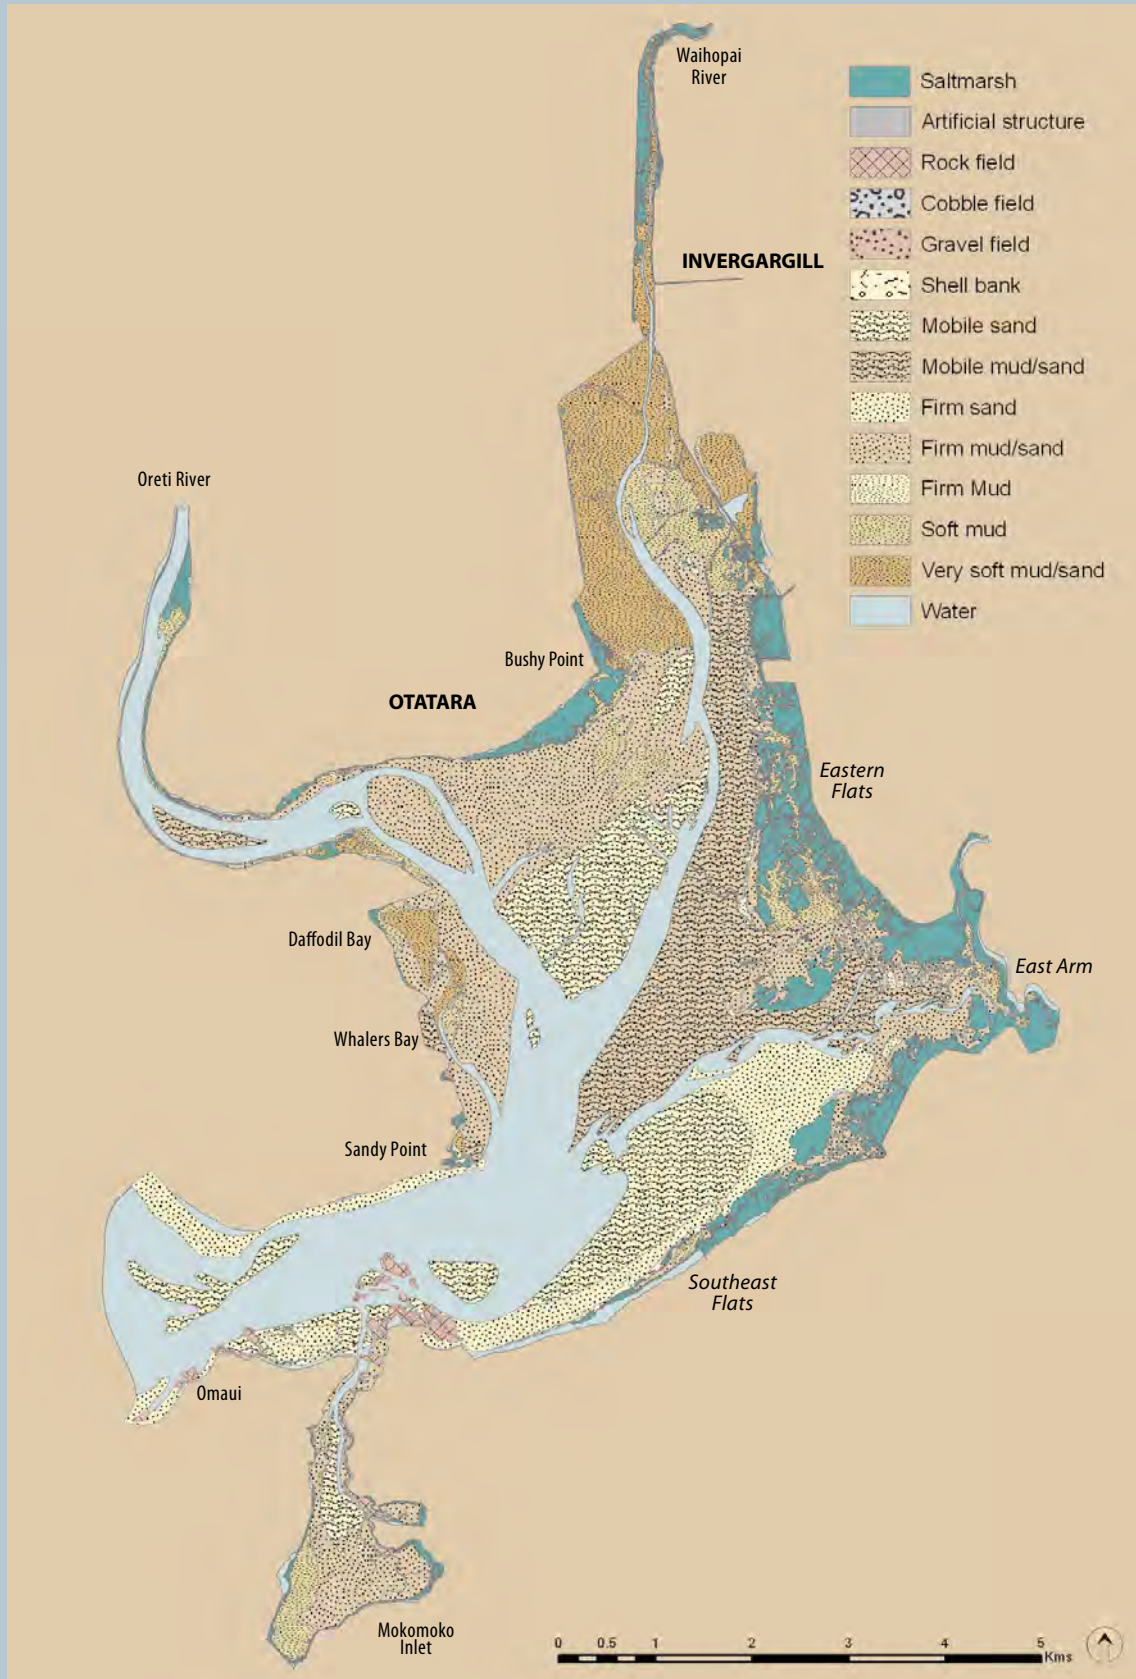 Waihopai
River
Saltmarsh
Artificial structure
Rock field
Cobble field
Gravel field
Shell bank
Mobile sand
Mobile mud/sand
Firm sand
Firm mud/sand
Firm Mud
Soft mud
Very soft mud/sand
Water
INVERGARGILL
Oreti River
Bushy Point
OTATARA
Eastern
Flats
Daffodil Bay
East Arm
Whalers Bay
Sandy Point
Southeast
Flats
Omaui
Mokomoko
Inlet
0 0.5 1 2 3 4 5
Kms